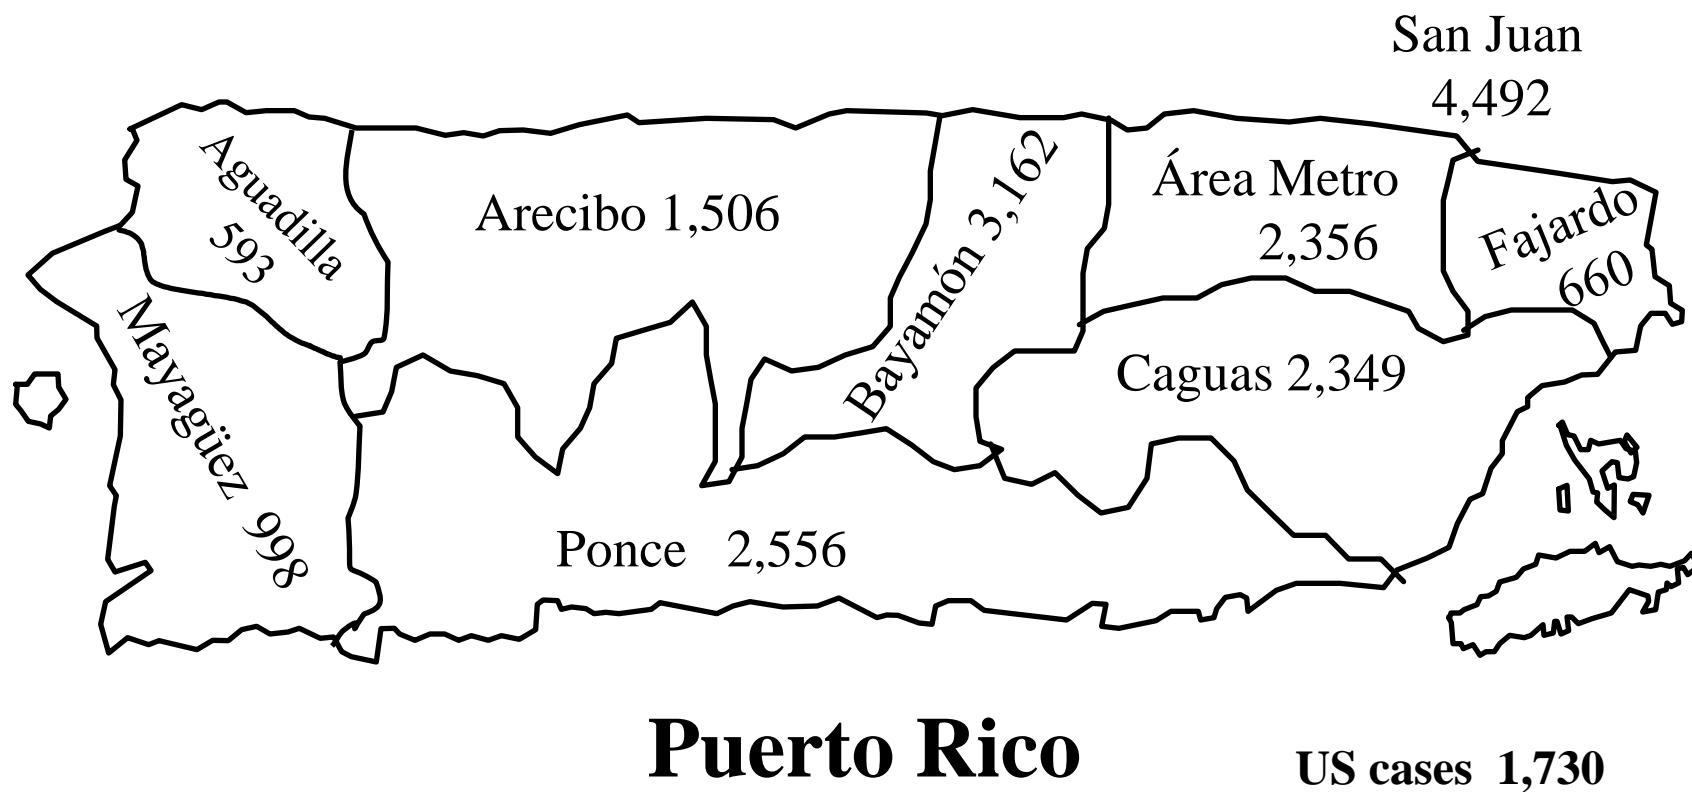 San Juan
4,492
Aguadilla
593
Arecibo 1,506
Bayamón 3,162
Área Metro
2,356
Fajardo
660
Mayagüez 998
Caguas 2,349
Ponce 2,556
Puerto Rico
US cases 1,730